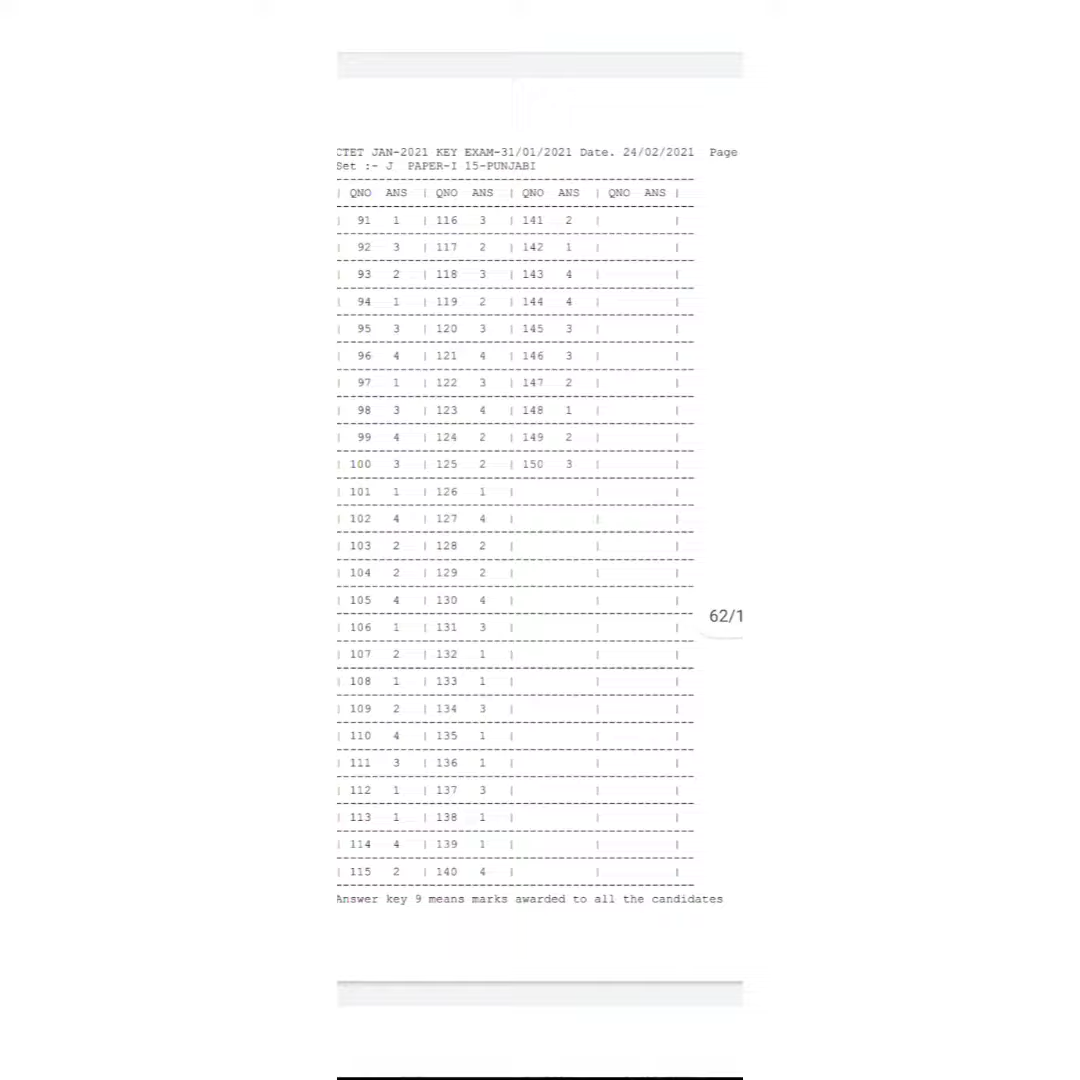 CTET JAN-2021 KEY EXAM-31/01/2021 Date. 24/02/2021 Page
Set :- J PAPER-I 15-PUNJABI
| QNO ANS | QNO ANS | QNO ANS | QNO ANS |
| 91 1 | 116 3 | 141 2 | |
| 92 3 | 117 2 | 142 1 | |
| 93 2 | 118 3 | 143 4 | |
| 94 1 | 119 2 | 144 4 | |
| 95 3 | 120 3 | 145 3 | |
| 96 4 | 121 4 | 146 3 | |
| 97 1 | 122 3 | 147 2 | |
| 98 3 | 123 4 | 148 1 | |
| 99 4 | 124 2 | 149 2 | |
| 100 3 | 125 2 | 150 3 | |
| 101 1 | 126 1 | | |
| 102 4 | 127 4 | | |
| 103 2 | 128 2 | | |
| 104 2 | 129 2 | | |
| 105 4 | 130 4 | | |
62/1
| 106 1 | 131 3 | | |
| 107 2 | 132 1 | | |
| 108 1 | 133 1 | | |
| 109 2 | 134 3 | | |
| 110 4 | 135 1 | | |
| 111 3 | 136 1 | | |
| 112 1 | 137 3 | | |
| 113 1 | 138 1 | | |
| 114 4 | 139 1 | | |
| 115 2 | 140 4 | | |
Answer key 9 means marks awarded to all the candidates